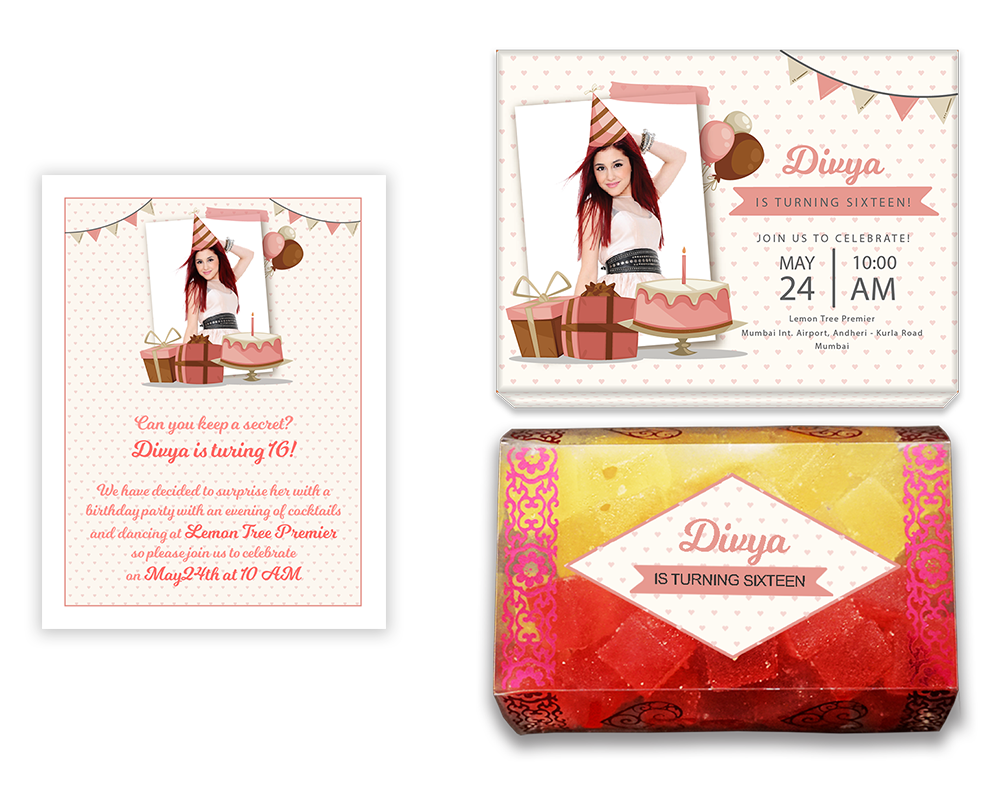 Can you keep a secret?
Divya is turing 16!
We have decided to surprise her with a
birthday party with an evening of cocktails
and dancing at Lemon Tree Premier
so please join us to celebrate
on May24th at 10 AM
Divya
IS TURNING SIXTEEN!
JOIN US TO CELEBRATE!
MAY
24
10:00
AM
Lemon Tree Premier
Mumbai Int. Airport, Andheri - Kurla Road
Mumbai
Divya
IS TURNING SIXTEEN